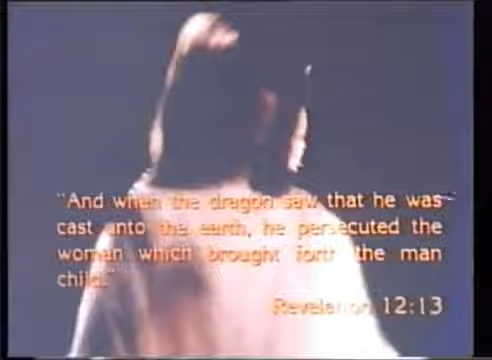 "And when the dragon saw that he was
cast unto the earth, he persecuted the
woman which brought forth the man
child."
Revelation 12:13